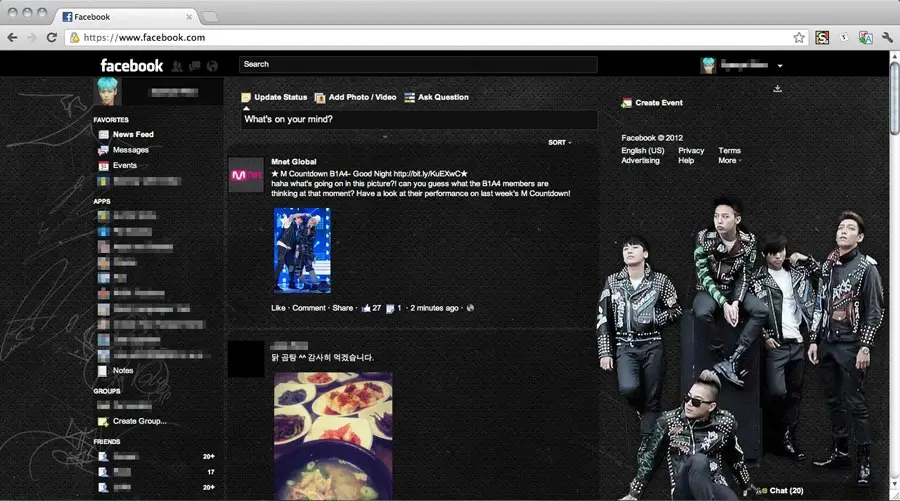 Facebook
https://www.facebook.com
facebook
Search
Update Status
Add Photo / Video
Ask Question
What's on your mind?
SORT
FAVORITES
News Feed
Messages
Events
APPS
Notes
GROUPS
Create Group...
FRIENDS
20+
17
20+
Mnet Global
★ M Countdown B1A4- Good Night http://bit.ly/KuEXwC★
haha what's going on in this picture?! can you guess what the B1A4 members are
thinking at that moment? Have a look at their performance on last week's M Countdown!
Like · Comment · Share · 27 1 · 2 minutes ago ·
닭 곰탕 ^^ 감사히 먹겠습니다.
Create Event
Facebook © 2012
English (US) Privacy Terms
Advertising Help More
Chat (20)